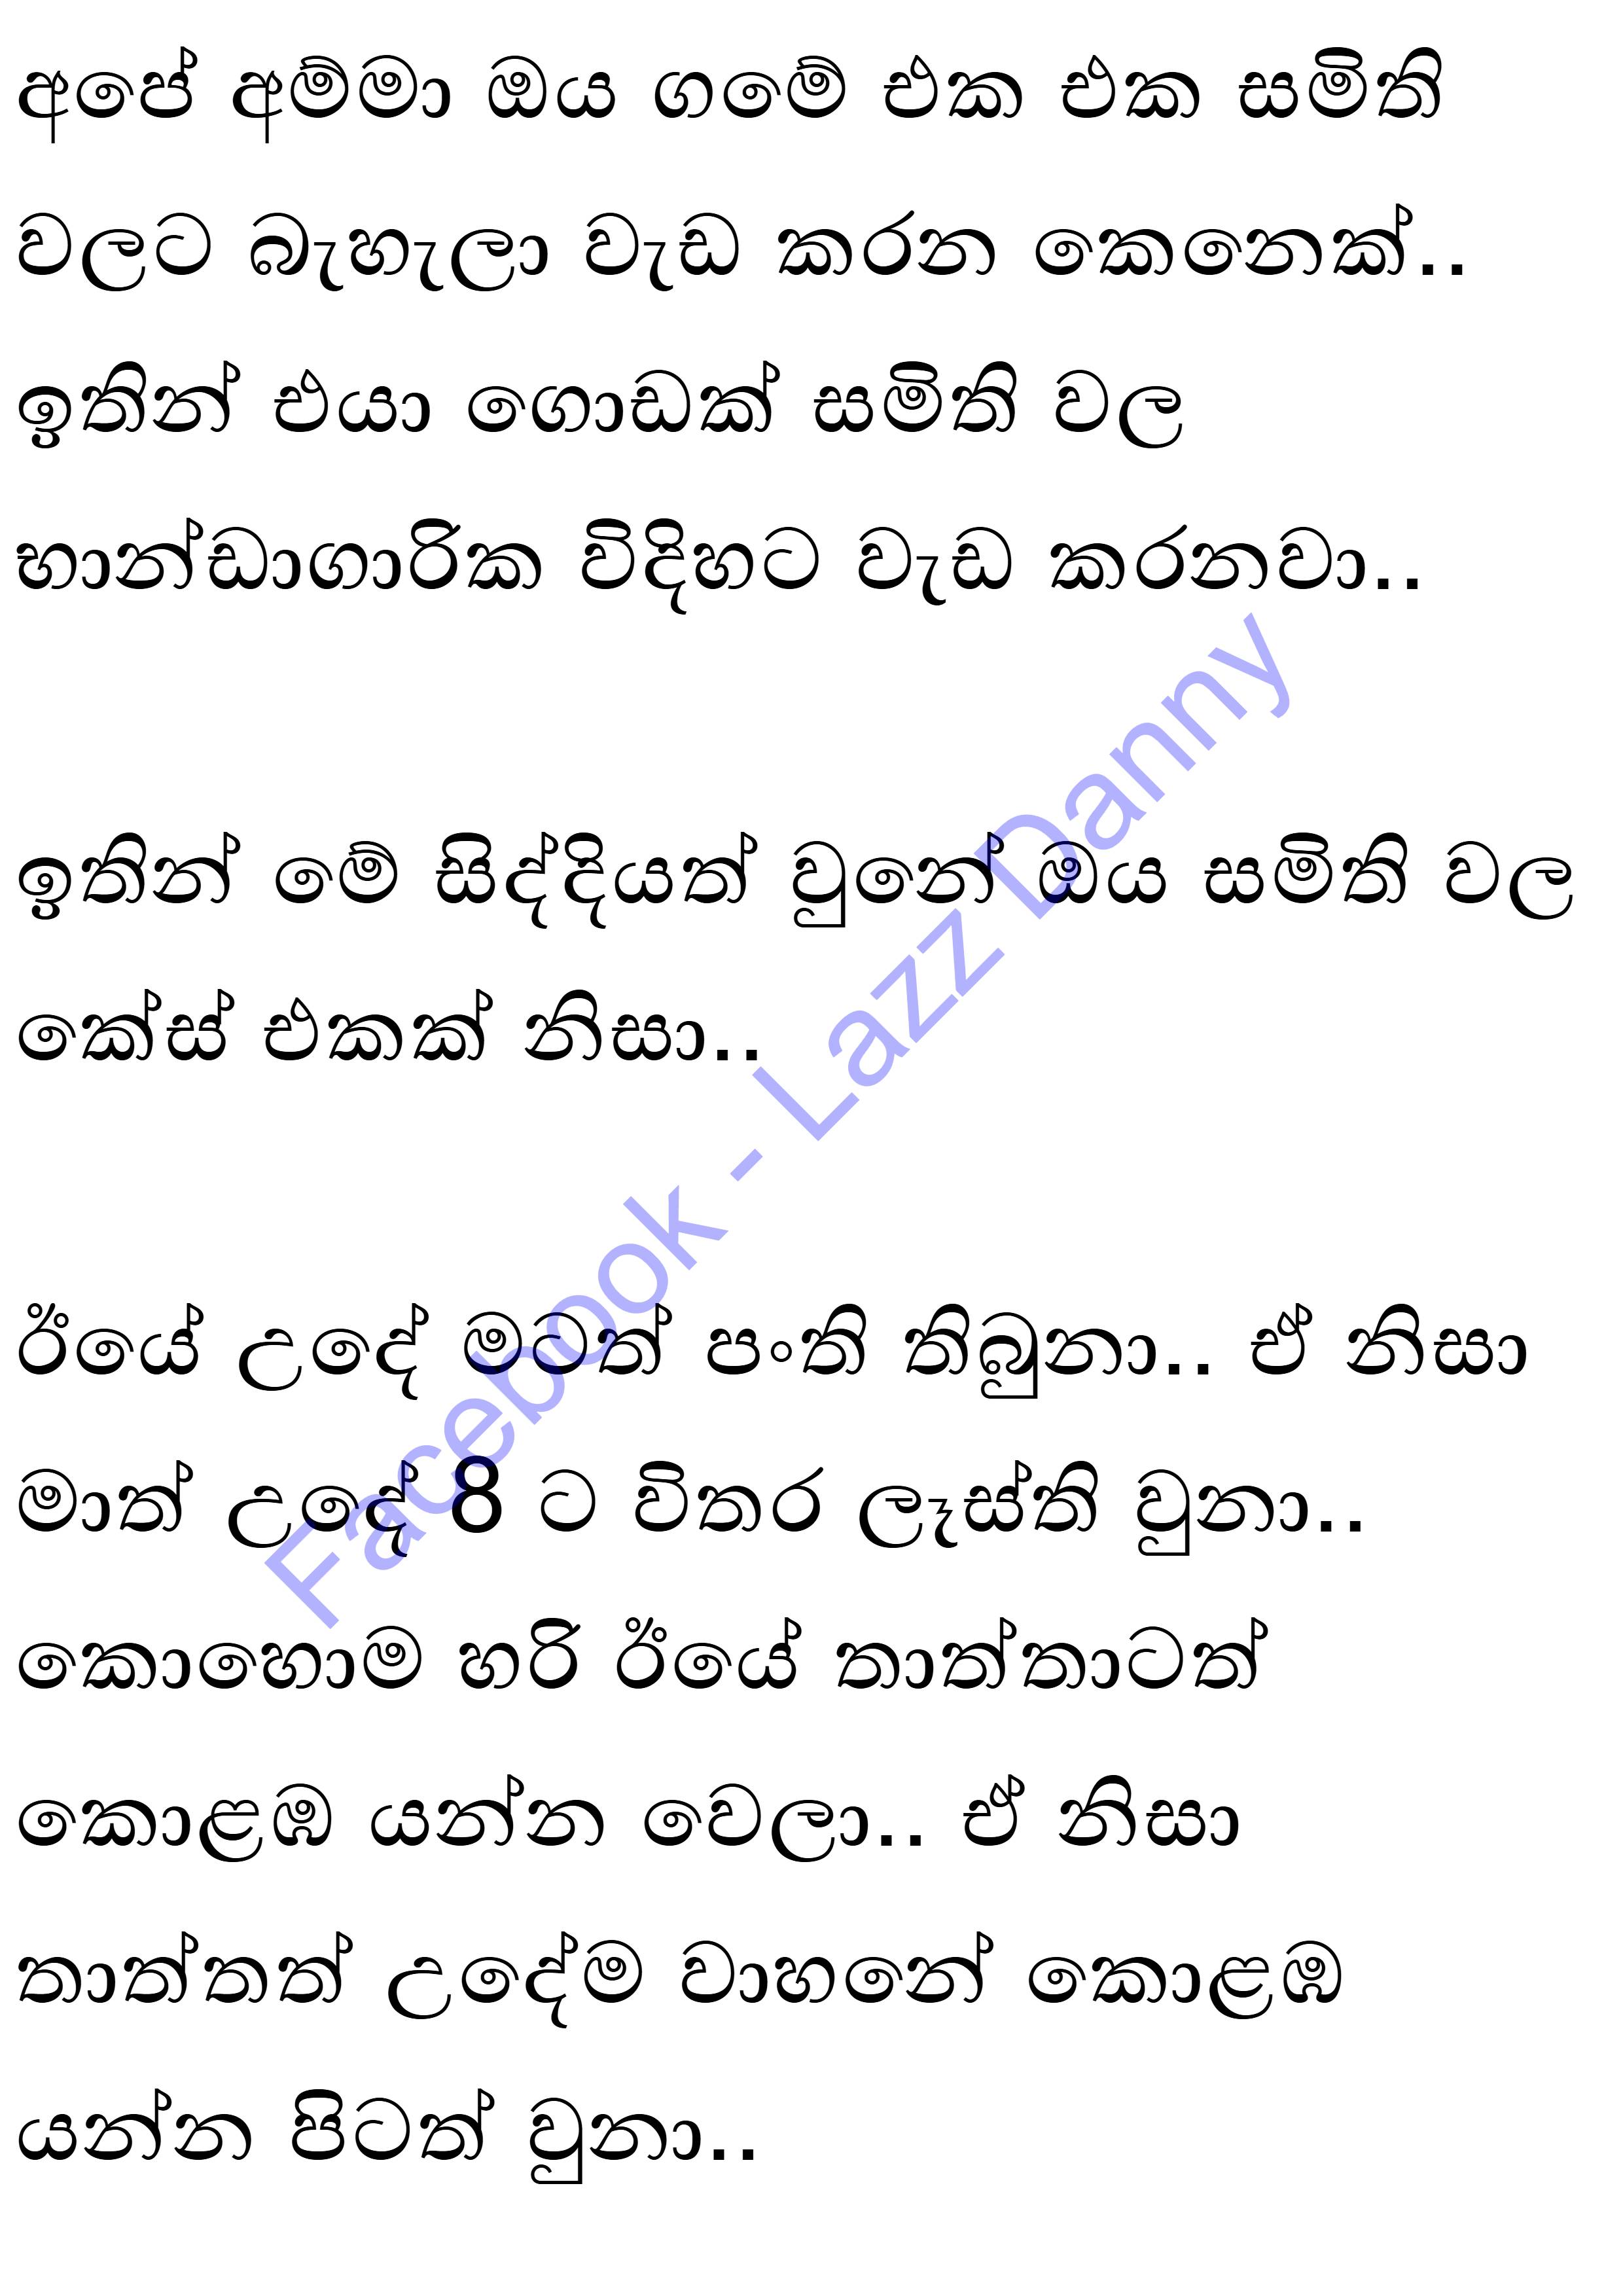 අපේ අම්මා ඔය ගමේ එක එක සමිති
වලට බැහැලා වැඩ කරන කෙනෙක්..
ඉතින් එයා ගොඩක් සමිති වල
භාන්ඩාගාරික විදිහට වැඩ කරනවා..
ඉතින් මේ සිද්දියත් වුනේ ඔය සමිති වල
කේස් එකක් නිසා..
ඊයේ උදේ මටත් පංති තිබුනා.. ඒ නිසා
මාත් උදේ 8 ට විතර ලෑස්ති වුනා..
කොහොම හරි ඊයේ තාත්තාටත්
කොළඹ යන්න වෙලා.. ඒ නිසා
තාත්තත් උදේම වාහනේ කොළඹ
යන්න පිටත් වුනා..
Facebook - Lazz Danny